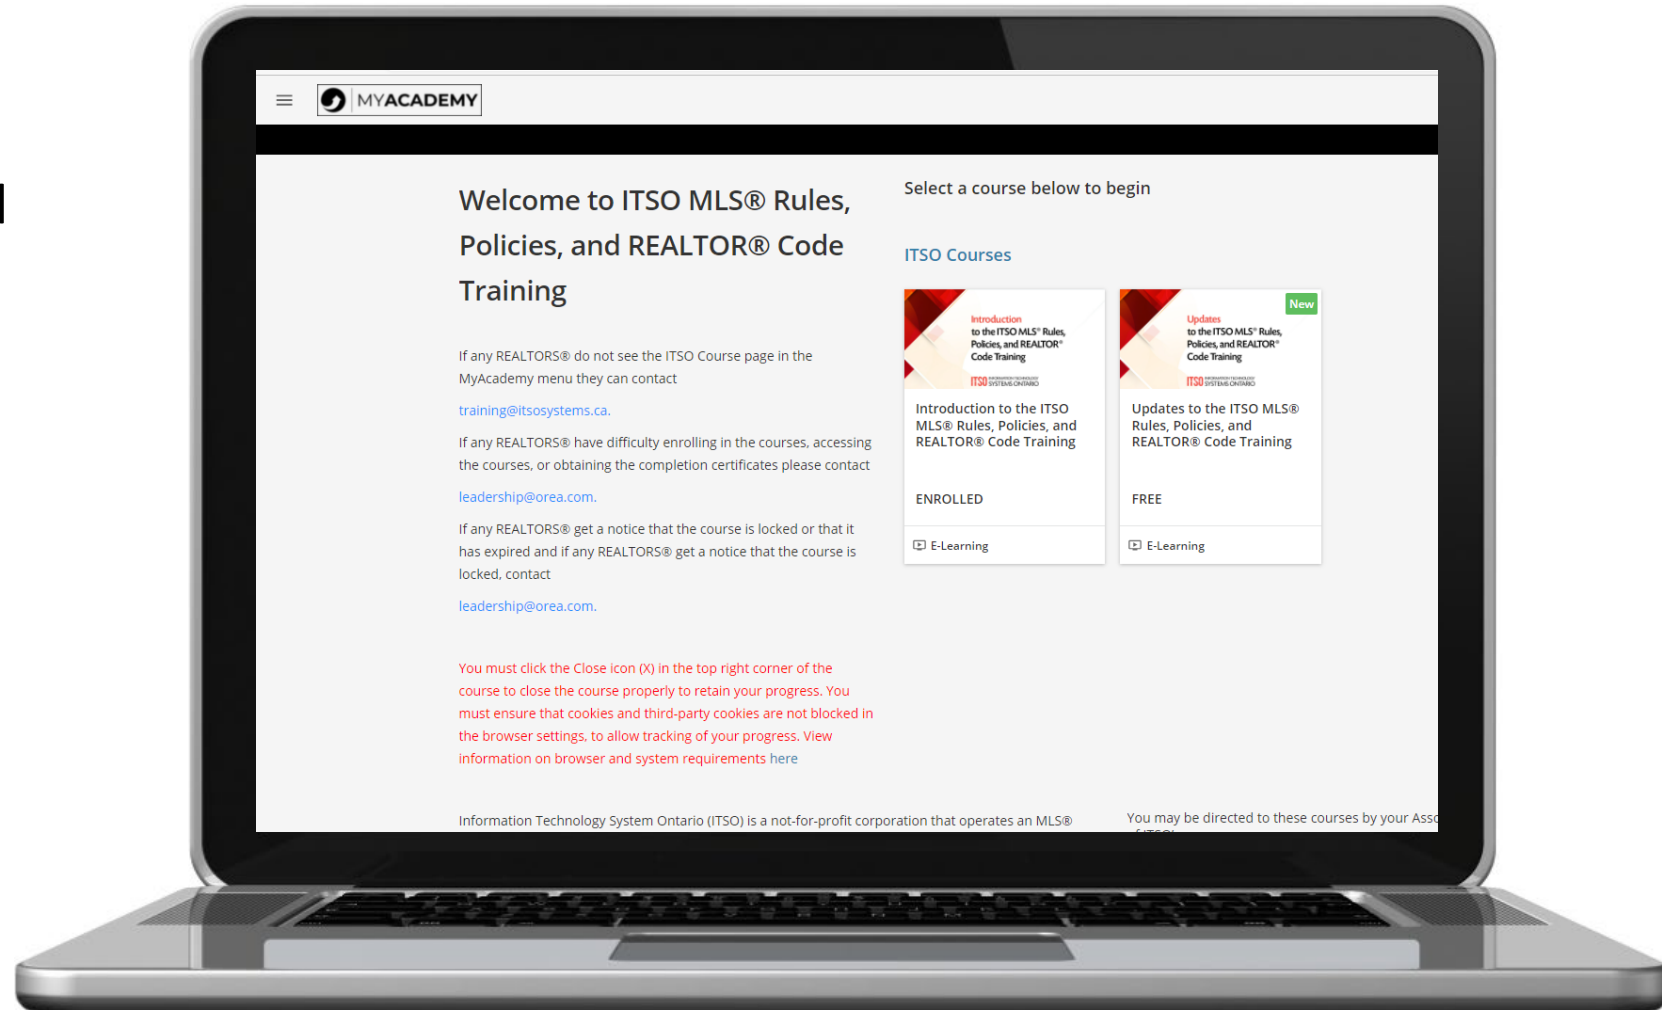 MYACADEMY
Welcome to ITSO MLS® Rules,
Policies, and REALTOR® Code
Training
If any REALTORS® do not see the ITSO Course page in the
MyAcademy menu they can contact
training@itsosystems.ca.
If any REALTORS® have difficulty enrolling in the courses, accessing
the courses, or obtaining the completion certificates please contact
leadership@orea.com.
If any REALTORS® get a notice that the course is locked or that it
has expired and if any REALTORS® get a notice that the course is
locked, contact
leadership@orea.com.
You must click the Close icon (X) in the top right corner of the
course to close the course properly to retain your progress. You
must ensure that cookies and third-party cookies are not blocked in
the browser settings, to allow tracking of your progress. View
information on browser and system requirements here
Select a course below to begin
ITSO Courses
Introduction
to the ITSO MLS® Rules,
Policies, and REALTOR®
Code Training
ITSO INFORMATION TECHNOLOGY
SYSTEMS ONTARIO
Introduction to the ITSO
MLS® Rules, Policies, and
REALTOR® Code Training
ENROLLED
E-Learning
New
Updates
to the ITSO MLS® Rules,
Policies, and REALTOR®
Code Training
ITSO INFORMATION TECHNOLOGY
SYSTEMS ONTARIO
Updates to the ITSO MLS®
Rules, Policies, and
REALTOR® Code Training
FREE
E-Learning
Information Technology System Ontario (ITSO) is a not-for-profit corporation that operates an MLS®
You may be directed to these courses by your Asso